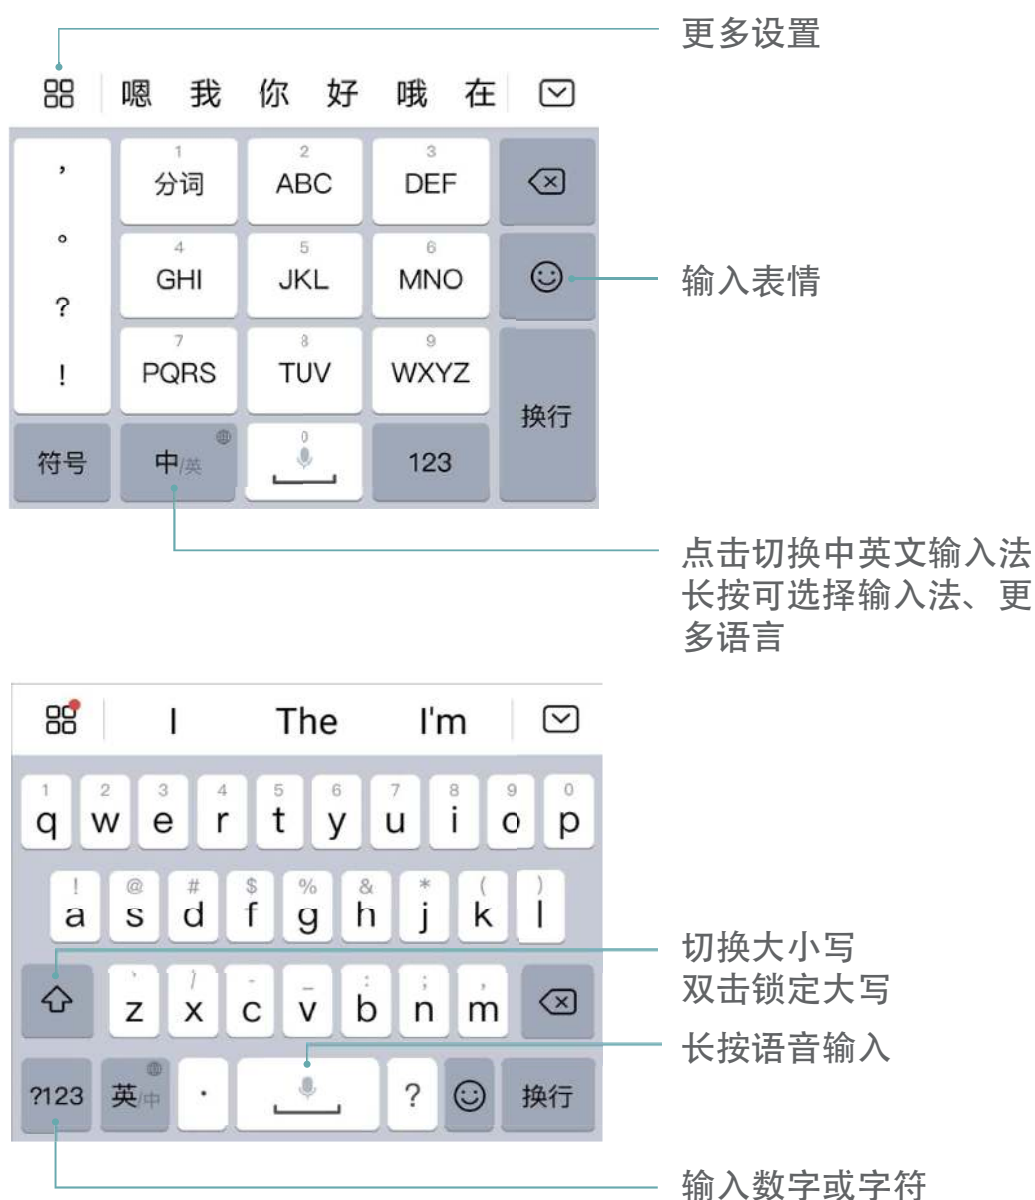 更多设置
嗯 我 你 好 哦 在
， 1 2 3
分词 ABC DEF
。 4 5 6
GHI JKL MNO
输入表情
? 7 8 9
! PQRS TUV WXYZ
换行
符号 中/英 0 123
点击切换中英文输入法
长按可选择输入法、更
多语言
I The I'm
1 2 3 4 5 6 7 8 9 0
q w e r t y u i o p
! @ # $ % & * ( )
a s d f g h j k l
切换大小写
双击锁定大写
/ - _ : ; ,
z x c v b n m
长按语音输入
?123 英/中 . ? 换行
输入数字或字符